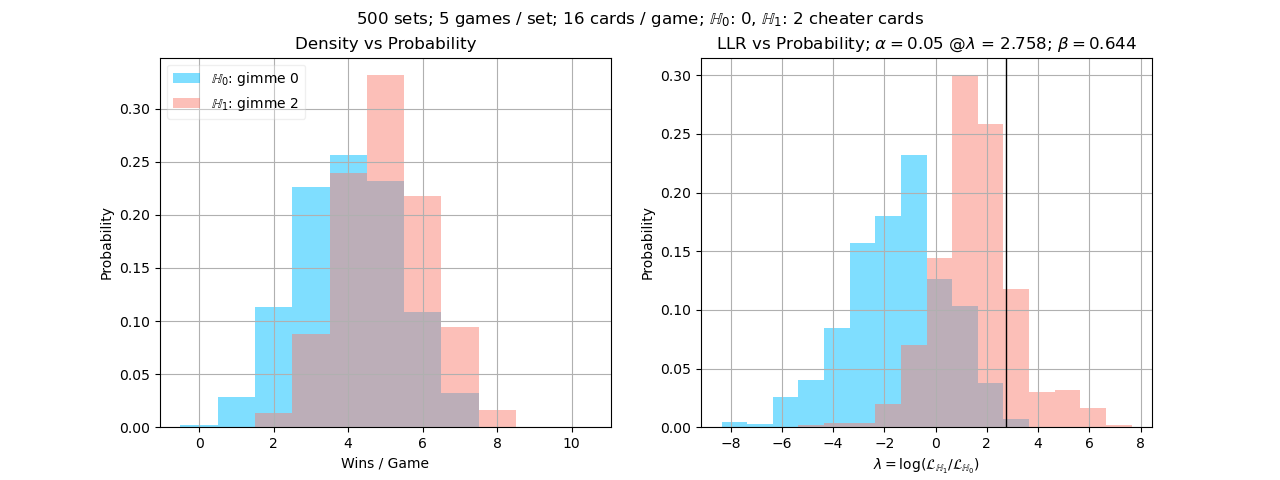 500 sets; 5 games / set; 16 cards / game; ℍ₀: 0, ℍ₁: 2 cheater cards
Density vs Probability
ℍ₀: gimme 0
ℍ₁: gimme 2
0.30
0.25
0.20
0.15
0.10
0.05
0.00
Probability
0 2 4 6 8 10
Wins / Game
LLR vs Probability; α = 0.05 @λ = 2.758; β = 0.644
0.30
0.25
0.20
0.15
0.10
0.05
0.00
Probability
−8 −6 −4 −2 0 2 4 6 8
λ = log(ℒ_ℍ₁/ℒ_ℍ₀)